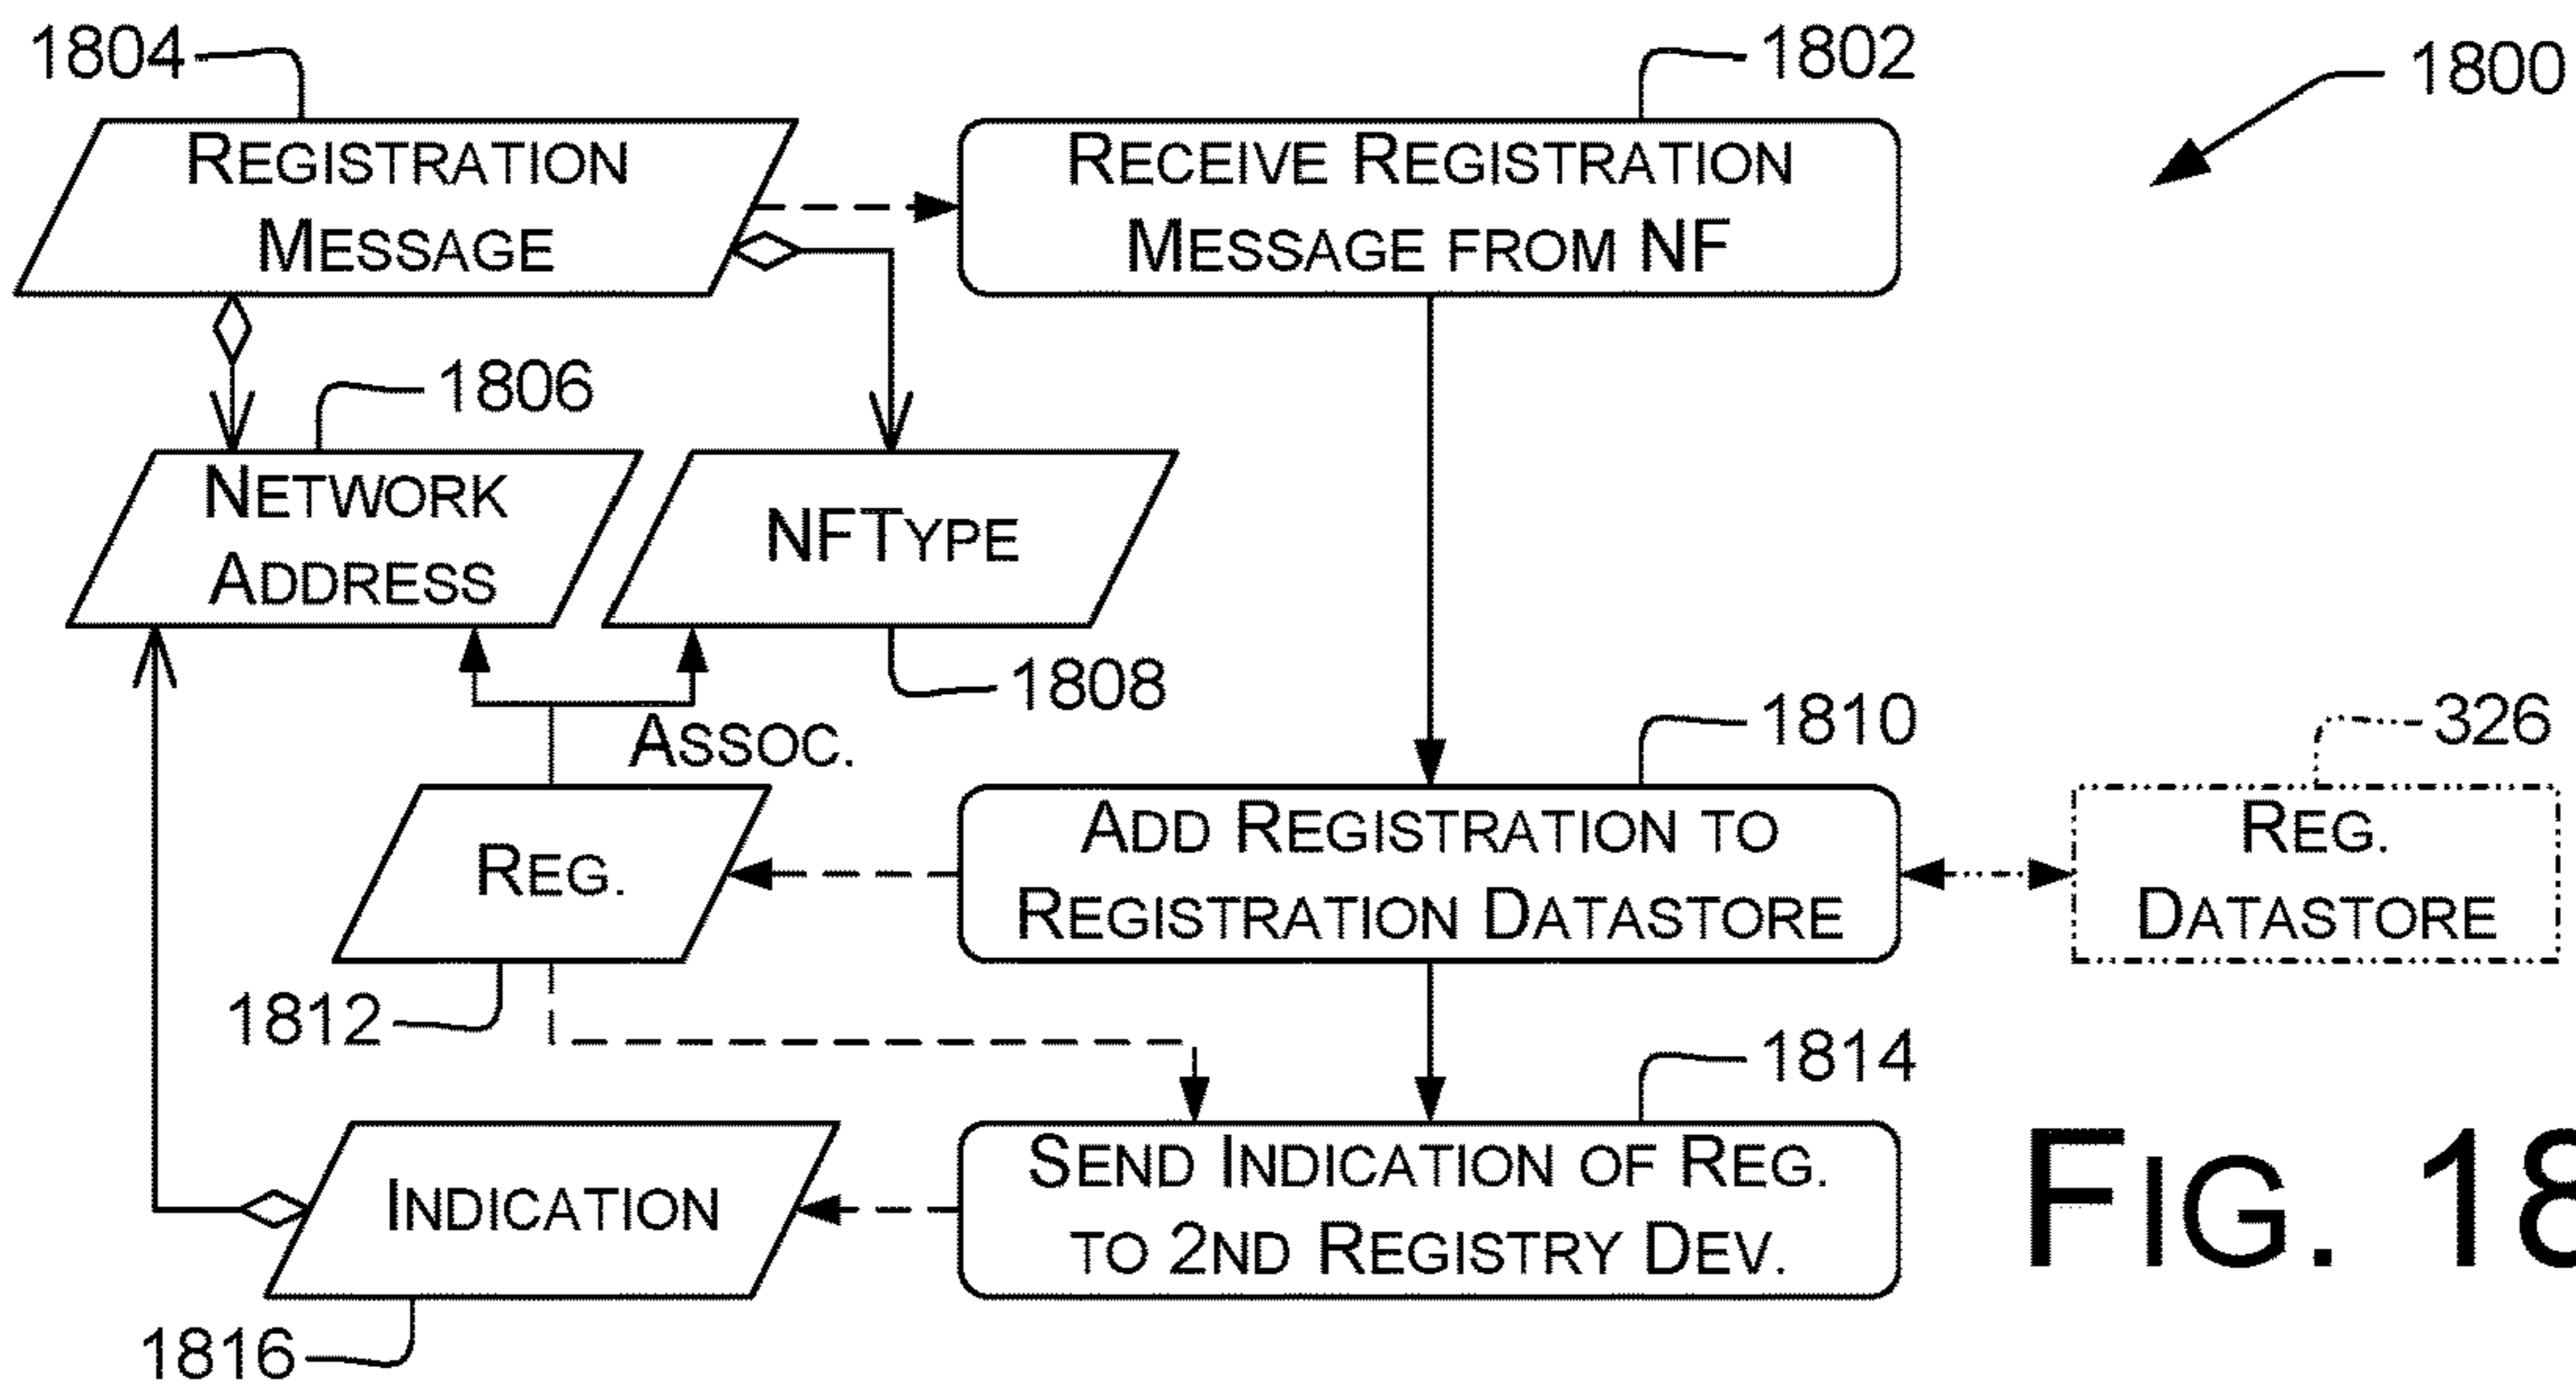 1804
1802
1800
REGISTRATION
MESSAGE
RECEIVE REGISTRATION
MESSAGE FROM NF
1806
NETWORK
ADDRESS
NFTYPE
1808
ASSOC.
1810
326
REG.
ADD REGISTRATION TO
REGISTRATION DATASTORE
REG.
DATASTORE
1812
1814
INDICATION
SEND INDICATION OF REG.
TO 2ND REGISTRY DEV.
1816
FIG. 18